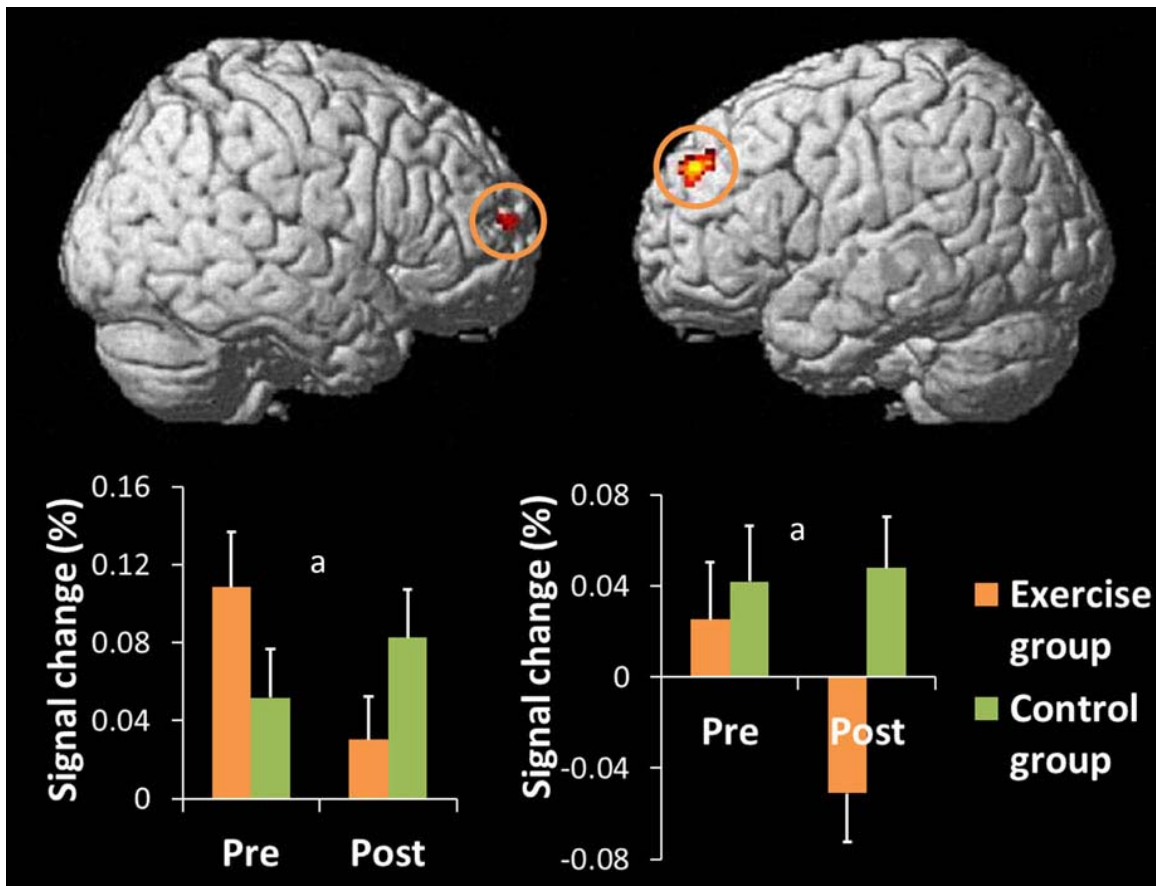 Signal change (%)
0.16
0.12
0.08
0.04
0
a
Pre Post
Signal change (%)
0.08
0.04
0
-0.04
-0.08
a
Pre Post
Exercise
group
Control
group